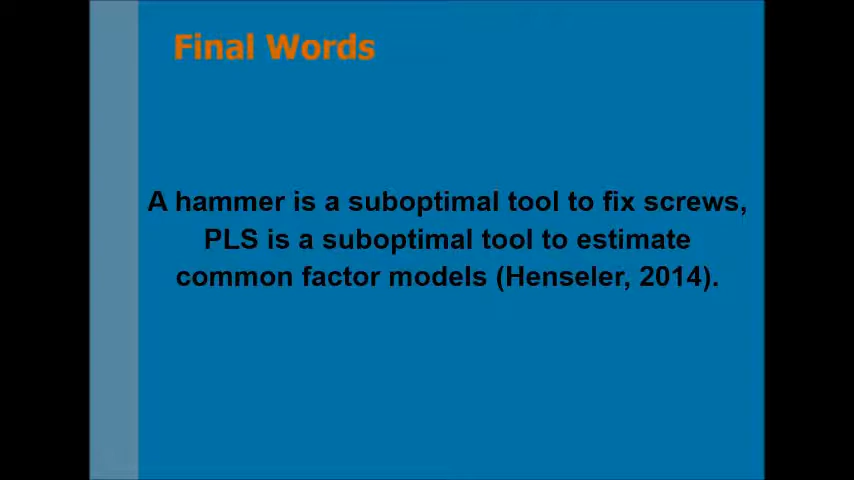 Final Words
A hammer is a suboptimal tool to fix screws,
PLS is a suboptimal tool to estimate
common factor models (Henseler, 2014).